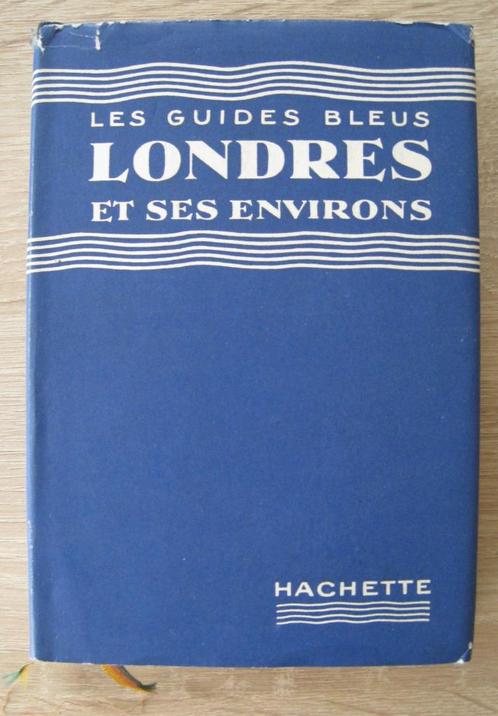 LES GUIDES BLEUS
LONDRES
ET SES ENVIRONS
HACHETTE